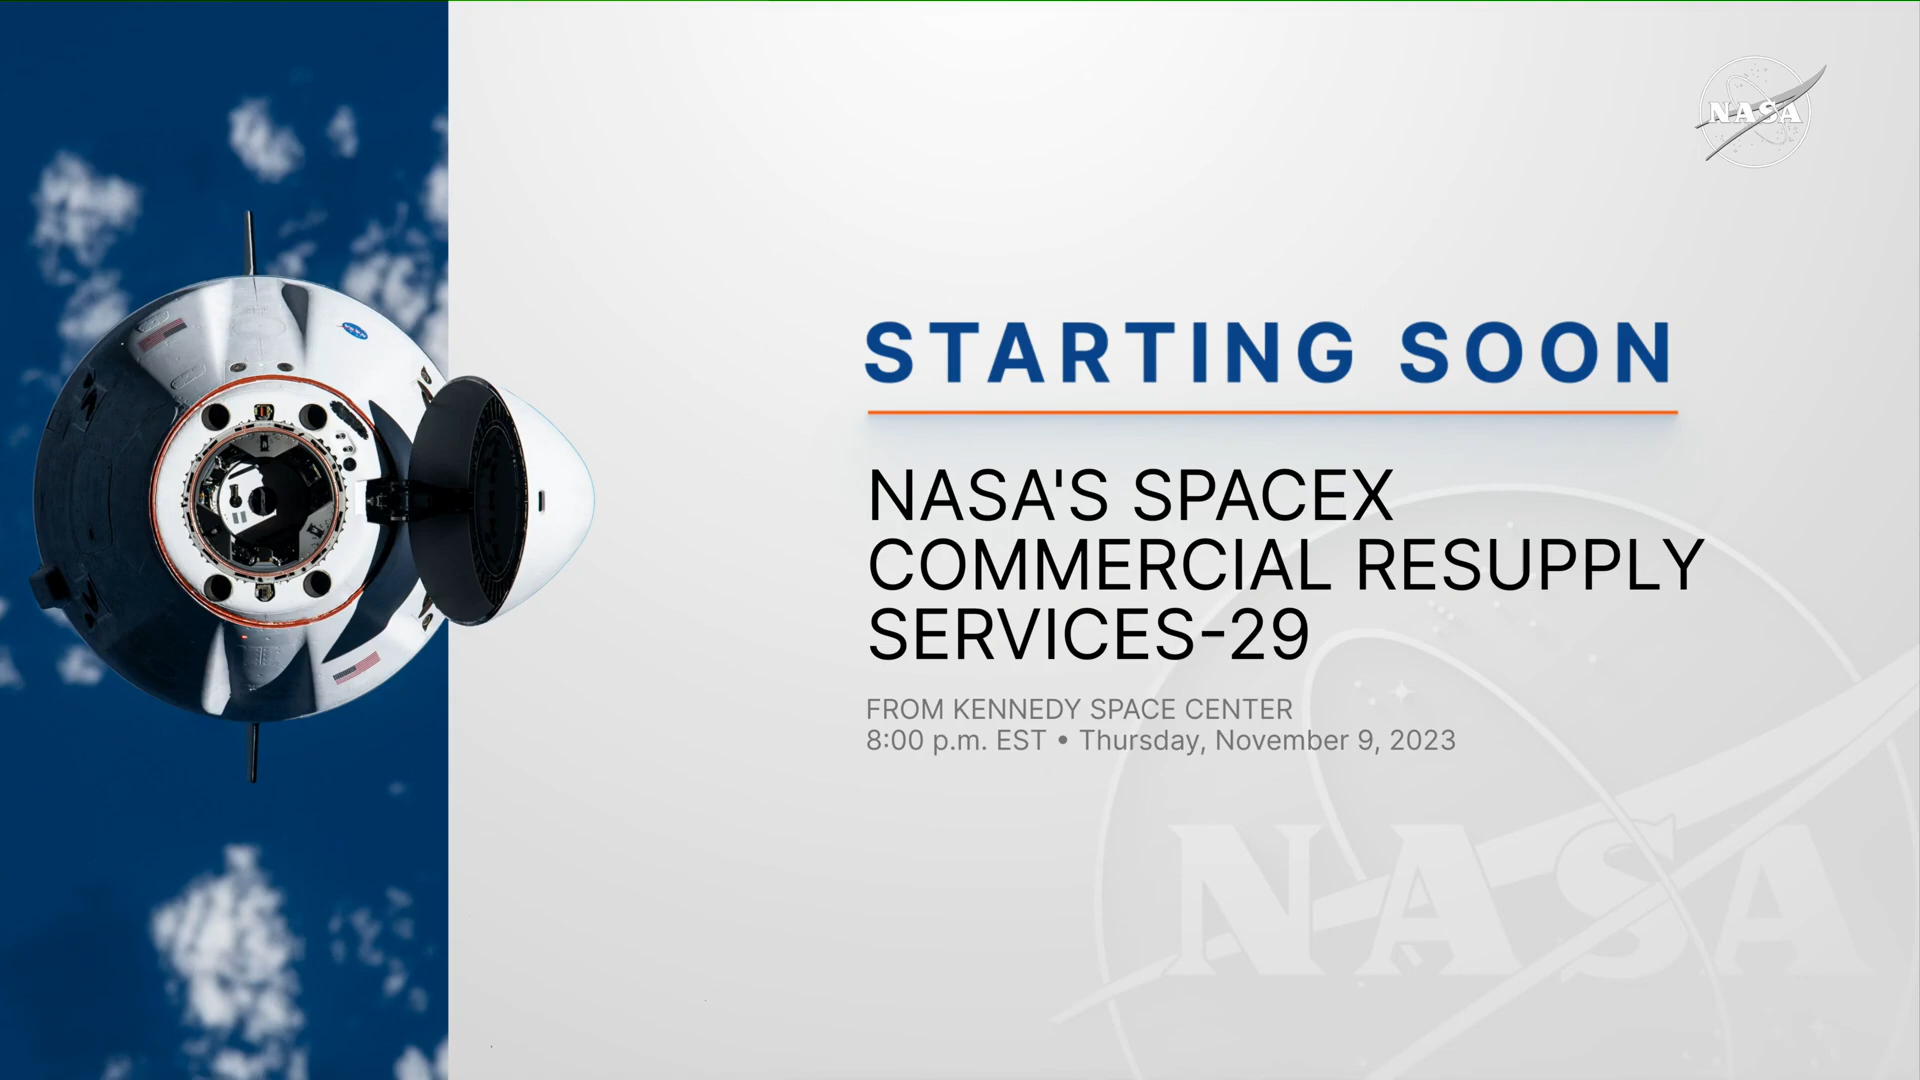 NASA
STARTING SOON
NASA'S SPACEX
COMMERCIAL RESUPPLY
SERVICES-29
FROM KENNEDY SPACE CENTER
8:00 p.m. EST • Thursday, November 9, 2023
NASA